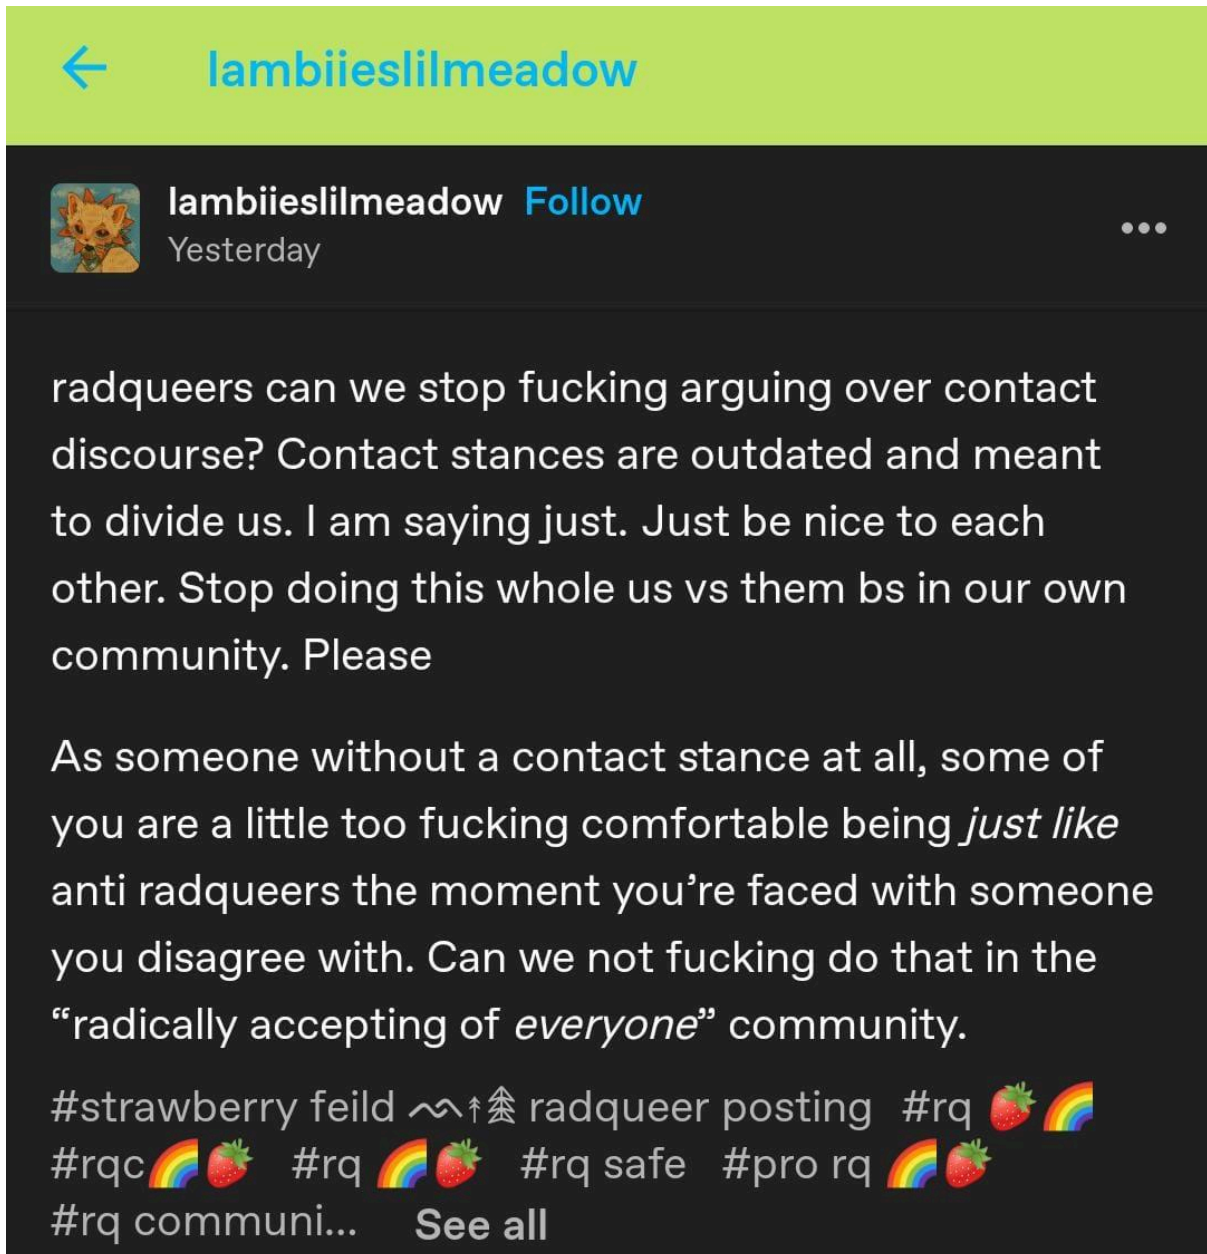 lambiieslilmeadow
lambiieslilmeadow Follow
Yesterday
radqueers can we stop fucking arguing over contact
discourse? Contact stances are outdated and meant
to divide us. I am saying just. Just be nice to each
other. Stop doing this whole us vs them bs in our own
community. Please
As someone without a contact stance at all, some of
you are a little too fucking comfortable being just like
anti radqueers the moment you’re faced with someone
you disagree with. Can we not fucking do that in the
“radically accepting of everyone” community.
#strawberry feild ᨒ↟𖠰 radqueer posting #rq 🍓🌈
#rqc🌈🍓 #rq 🌈🍓 #rq safe #pro rq 🌈🍓
#rq communi... See all